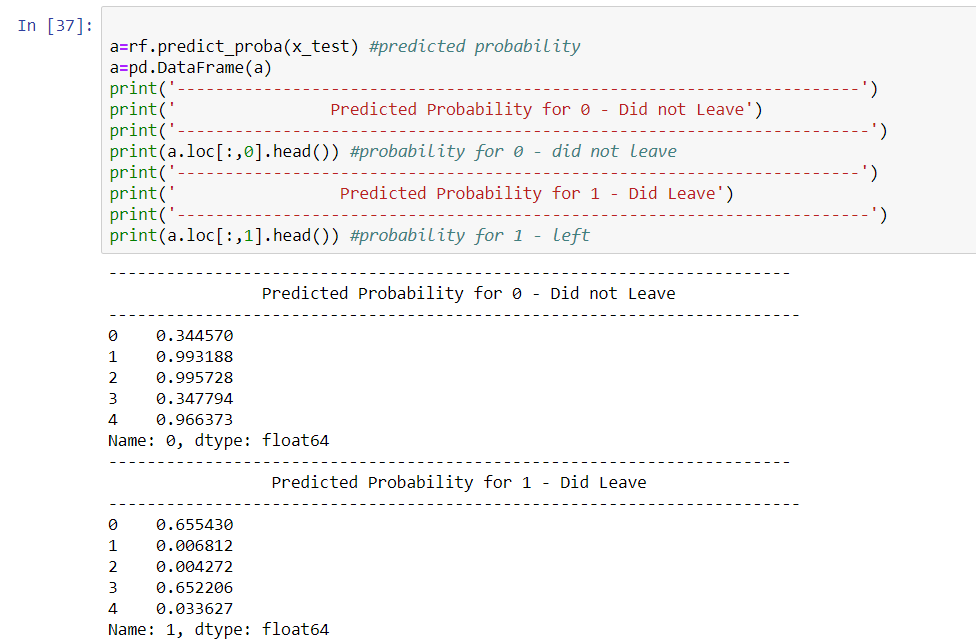 In [37]:
a=rf.predict_proba(x_test) #predicted probability
a=pd.DataFrame(a)
print('-----------------------------------------------------------------------')
print('                Predicted Probability for 0 - Did not Leave')
print('------------------------------------------------------------------------')
print(a.loc[:,0].head()) #probability for 0 - did not leave
print('-----------------------------------------------------------------------')
print('                 Predicted Probability for 1 - Did Leave')
print('------------------------------------------------------------------------')
print(a.loc[:,1].head()) #probability for 1 - left
-----------------------------------------------------------------------
                Predicted Probability for 0 - Did not Leave
------------------------------------------------------------------------
0    0.344570
1    0.993188
2    0.995728
3    0.347794
4    0.966373
Name: 0, dtype: float64
-----------------------------------------------------------------------
                 Predicted Probability for 1 - Did Leave
------------------------------------------------------------------------
0    0.655430
1    0.006812
2    0.004272
3    0.652206
4    0.033627
Name: 1, dtype: float64